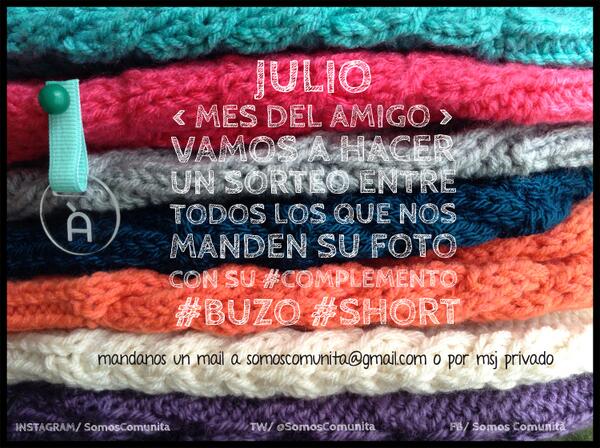 JULIO
< MES DEL AMIGO >
VAMOS A HACER
UN SORTEO ENTRE
TODOS LOS QUE NOS
MANDEN SU FOTO
CON SU #COMPLEMENTO
#BUZO #SHORT
À
mandanos un mail a somoscomunita@gmail.com o por msj privado
INSTAGRAM/ SomosComunita TW/ @SomosComunita FB/ Somos Comunità